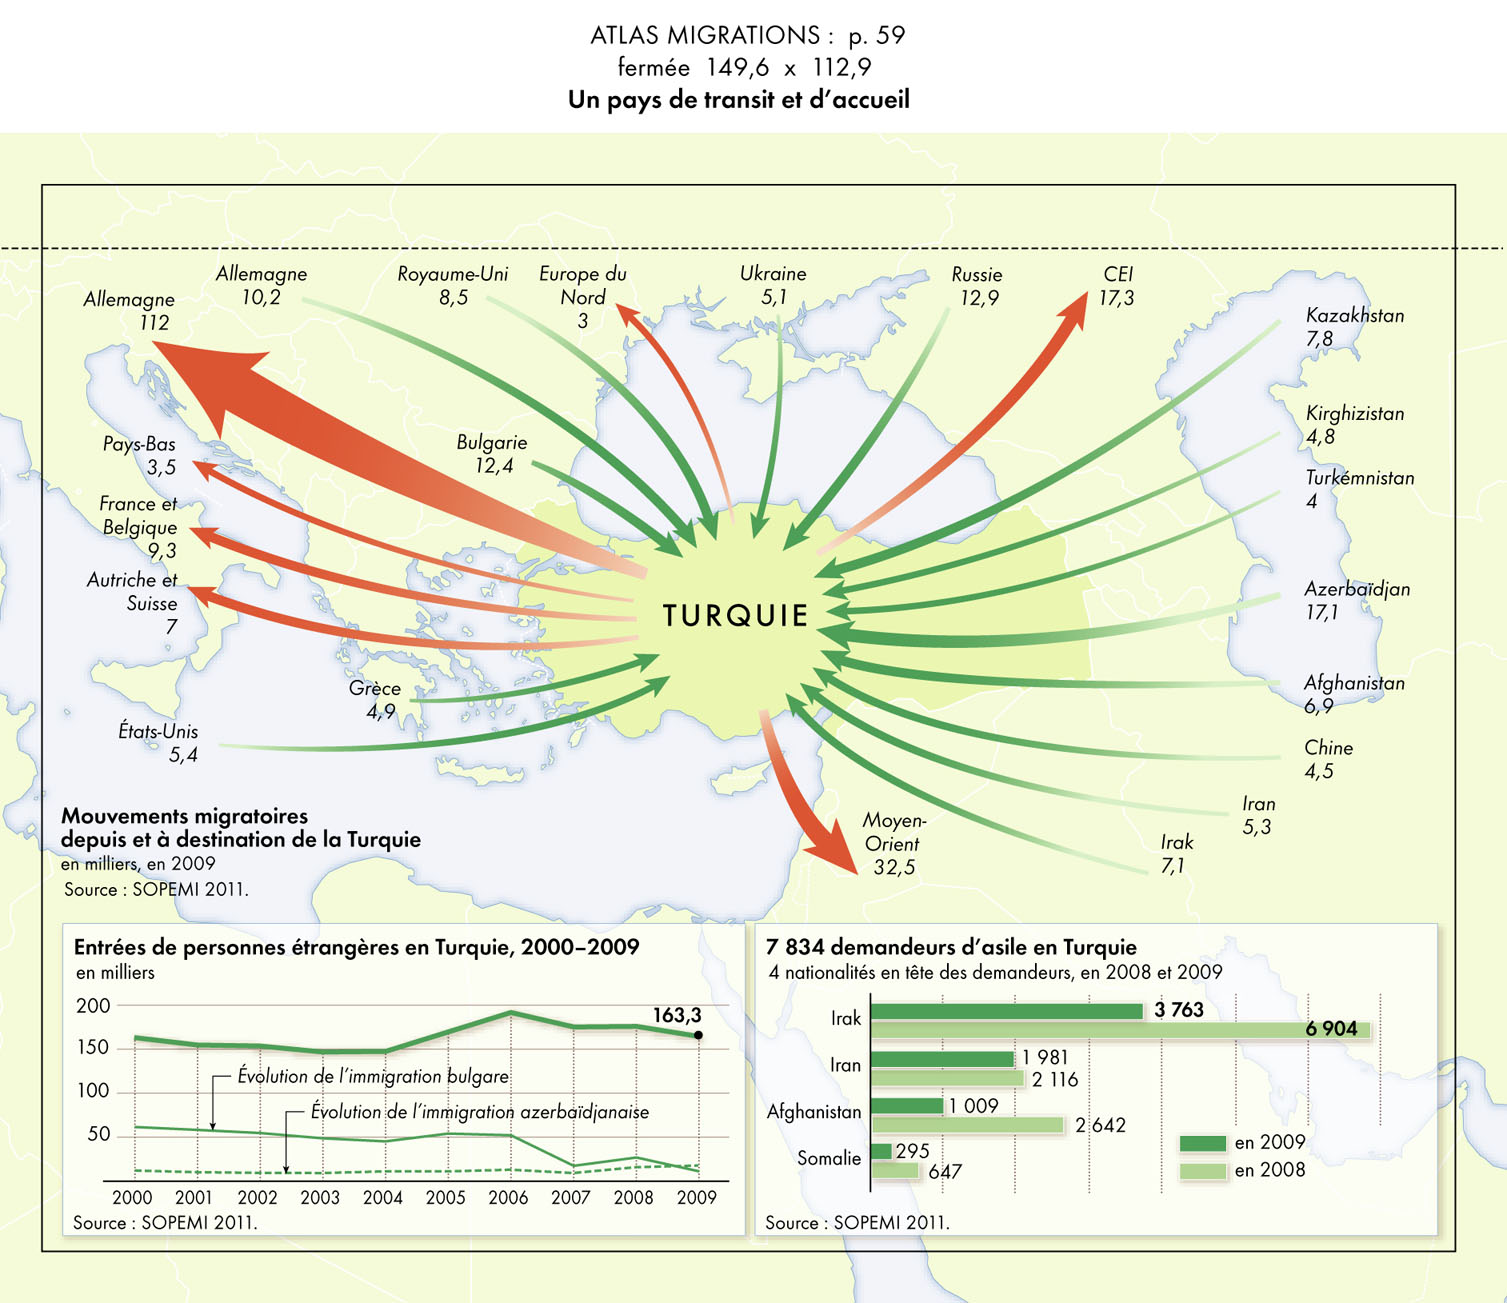 ATLAS MIGRATIONS : p. 59
fermée 149,6 x 112,9
Un pays de transit et d'accueil
Allemagne
112
Allemagne
10,2
Royaume-Uni
8,5
Europe du
Nord
3
Ukraine
5,1
Russie
12,9
CEI
17,3
Kazakhstan
7,8
Kirghizistan
4,8
Turkémnistan
4
Azerbaïdjan
17,1
Afghanistan
6,9
Chine
4,5
Iran
5,3
Irak
7,1
Moyen-
Orient
32,5
Bulgarie
12,4
Pays-Bas
3,5
France et
Belgique
9,3
Autriche et
Suisse
7
TURQUIE
Grèce
4,9
États-Unis
5,4
Mouvements migratoires
depuis et à destination de la Turquie
en milliers, en 2009
Source : SOPEMI 2011.
Entrées de personnes étrangères en Turquie, 2000–2009
en milliers
200
163,3
150
Évolution de l'immigration bulgare
100
Évolution de l'immigration azerbaïdjanaise
50
2000 2001 2002 2003 2004 2005 2006 2007 2008 2009
Source : SOPEMI 2011.
7 834 demandeurs d'asile en Turquie
4 nationalités en tête des demandeurs, en 2008 et 2009
Irak
3 763
6 904
Iran
1 981
2 116
Afghanistan
1 009
2 642
Somalie
295
647
en 2009
en 2008
Source : SOPEMI 2011.